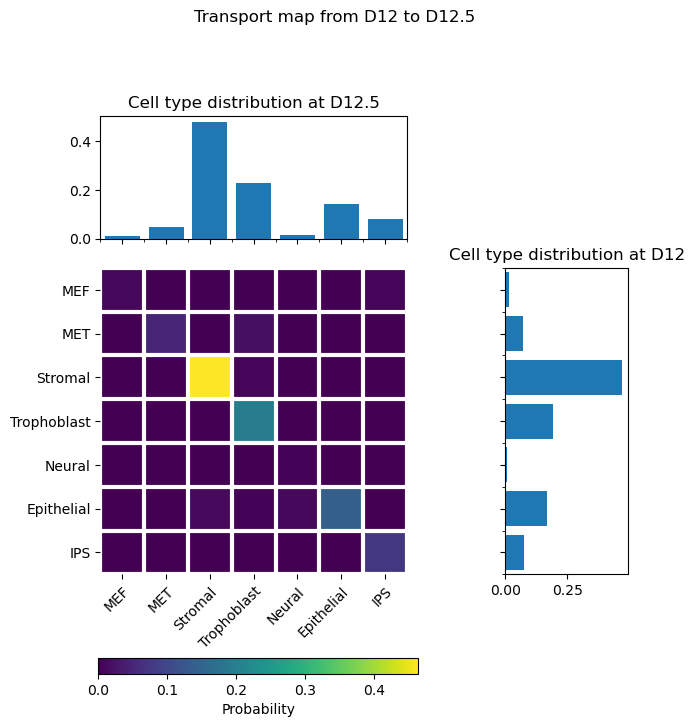 Transport map from D12 to D12.5
Cell type distribution at D12.5
0.4
0.2
0.0
Cell type distribution at D12
MEF
MET
Stromal
Trophoblast
Neural
Epithelial
IPS
0.00 0.25
MEF MET Stromal Trophoblast Neural Epithelial IPS
0.0 0.1 0.2 0.3 0.4
Probability